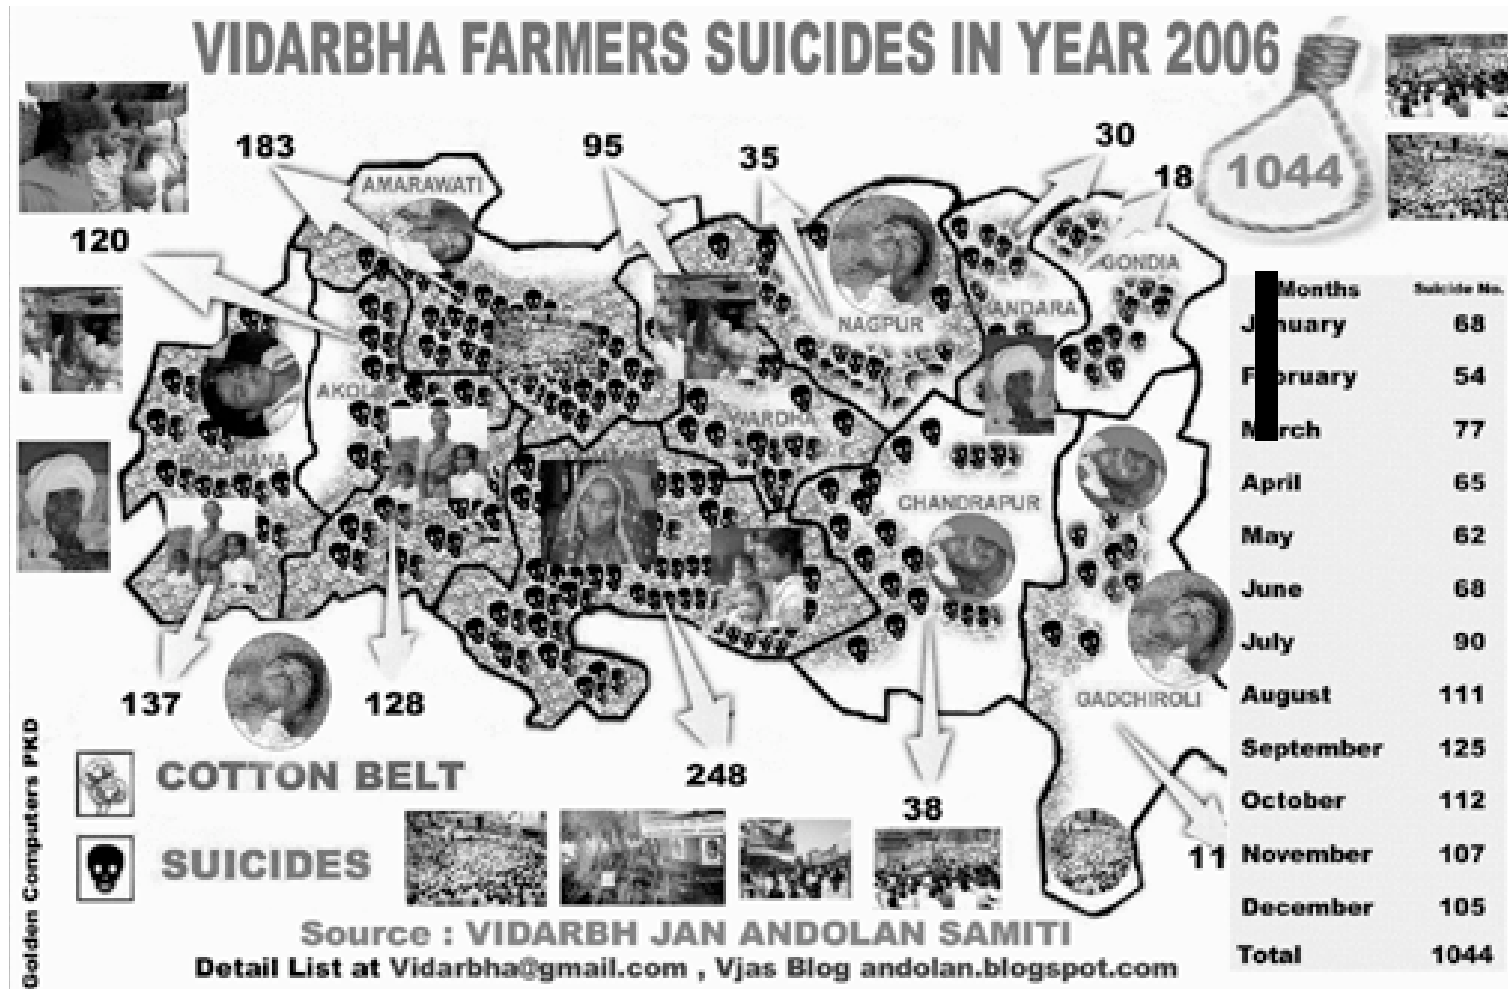 VIDARBHA FARMERS SUICIDES IN YEAR 2006
183
95
35
30
18
1044
120
AMARAWATI
GONDIA
NAGPUR
WARDHA
CHANDRAPUR
GADCHIROLI
137
128
248
38
11
Months Suicide No.
68
54
77
April 65
May 62
June 68
July 90
August 111
September 125
October 112
November 107
December 105
Total 1044
COTTON BELT
SUICIDES
Golden Computers PKD
Source : VIDARBH JAN ANDOLAN SAMITI
Detail List at Vidarbha@gmail.com , Vjas Blog andolan.blogspot.com